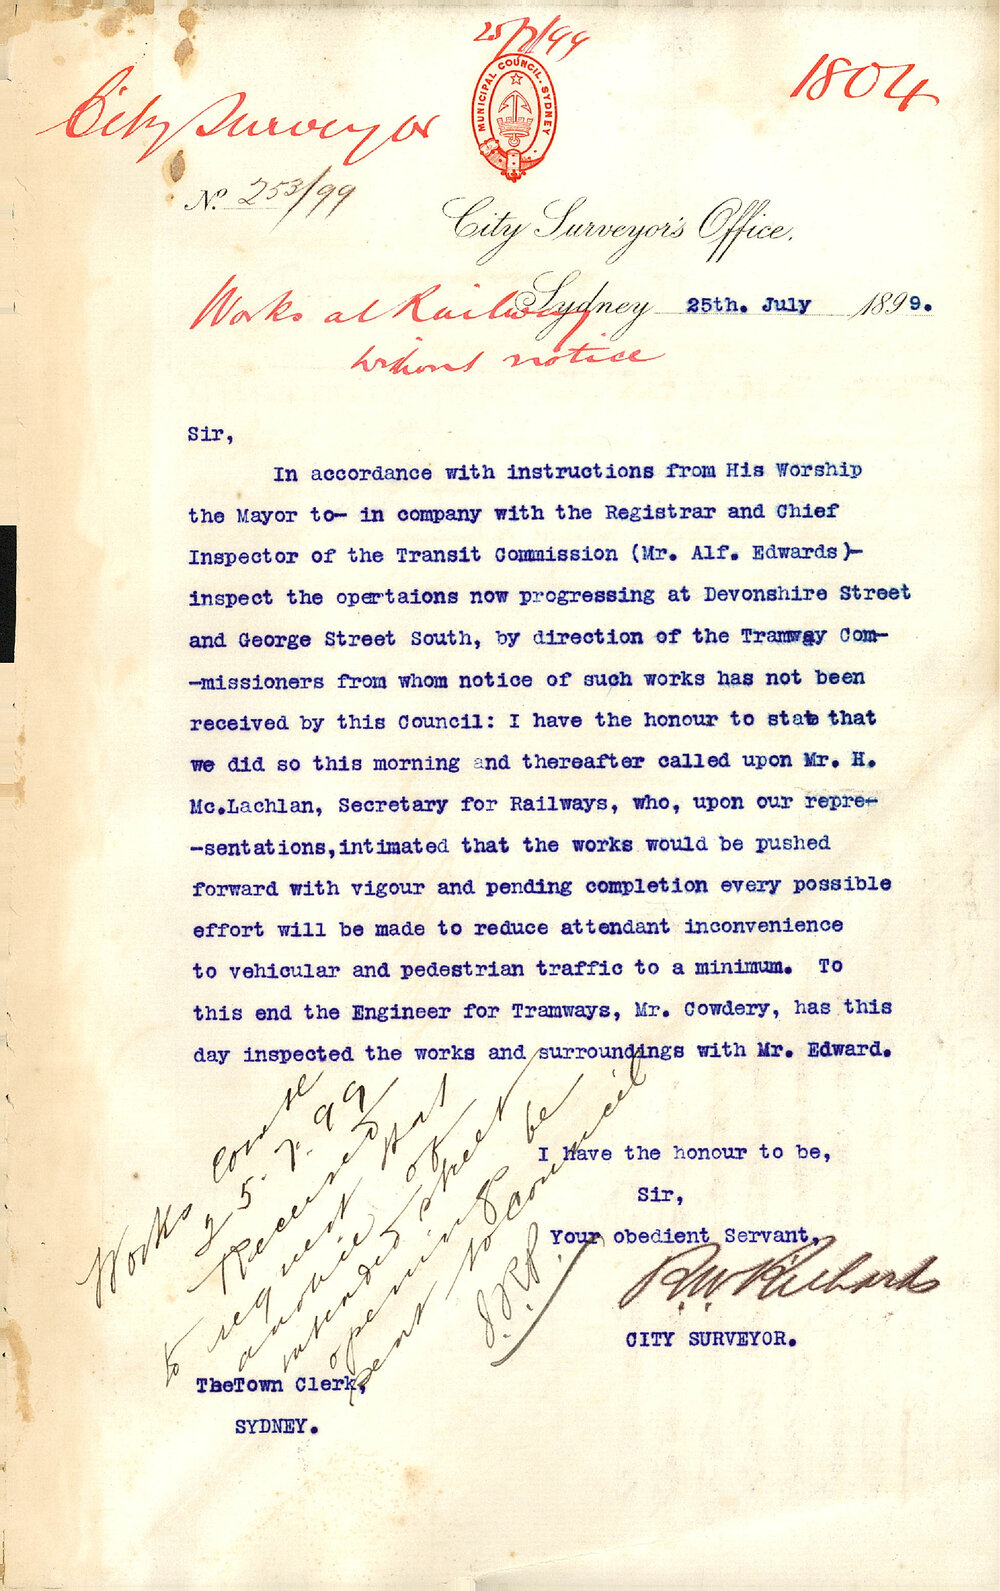 25/7/99
MUNICIPAL COUNCIL. SYDNEY
1804
City Surveyor
No. 253/99
City Surveyor's Office.
Works at Railway
Sydney 25th. July 1899.
without notice
Sir,
In accordance with instructions from His Worship
the Mayor to- in company with the Registrar and Chief
Inspector of the Transit Commission (Mr. Alf. Edwards)-
inspect the opertaions now progressing at Devonshire Street
and George Street South, by direction of the Tramway Com-
-missioners from whom notice of such works has not been
received by this Council: I have the honour to state that
we did so this morning and thereafter called upon Mr. H.
Mc.Lachlan, Secretary for Railways, who, upon our repre-
-sentations,intimated that the works would be pushed
forward with vigour and pending completion every possible
effort will be made to reduce attendant inconvenience
to vehicular and pedestrian traffic to a minimum. To
this end the Engineer for Tramways, Mr. Cowdery, has this
day inspected the works and surroundings with Mr. Edward.
I have the honour to be,
Sir,
Your obedient Servant,
R.W. Richards
CITY SURVEYOR.
Works Comte
25.7.99
Received
to request that
notice of
intended street
openings be
sent to Council
TheTown Clerk,
SYDNEY.